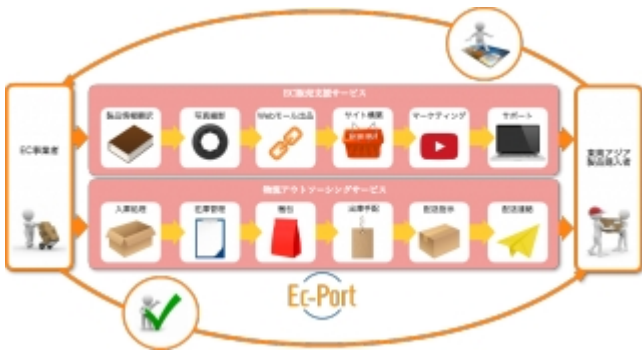 EC販売支援サービス
製品情報翻訳
写真撮影
Webモール出品
サイト構築
マーケティング
サポート
EC事業者
東南アジア
製品購入者
物流アウトソーシングサービス
入庫処理
在庫管理
梱包
出庫手配
配送指示
配送連絡
Ec-Port